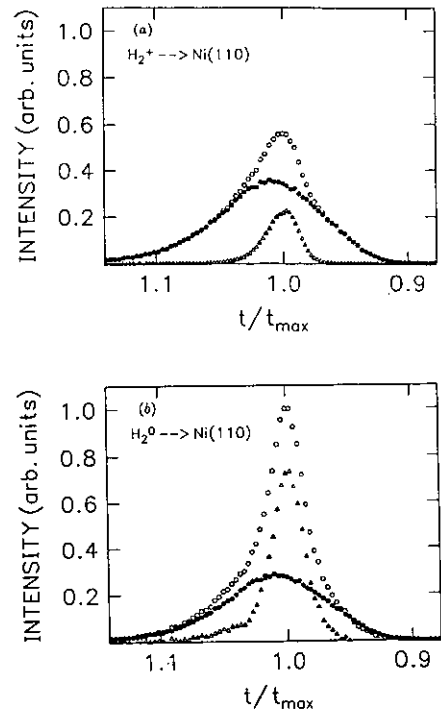 INTENSITY (arb. units)
1.0
0.8
0.6
0.4
0.2
(a)
H₂⁺ --> Ni(110)
1.1
1.0
0.9
t/t_max
INTENSITY (arb. units)
1.0
0.8
0.6
0.4
0.2
(b)
H₂⁰ --> Ni(110)
1.1
1.0
0.9
t/t_max